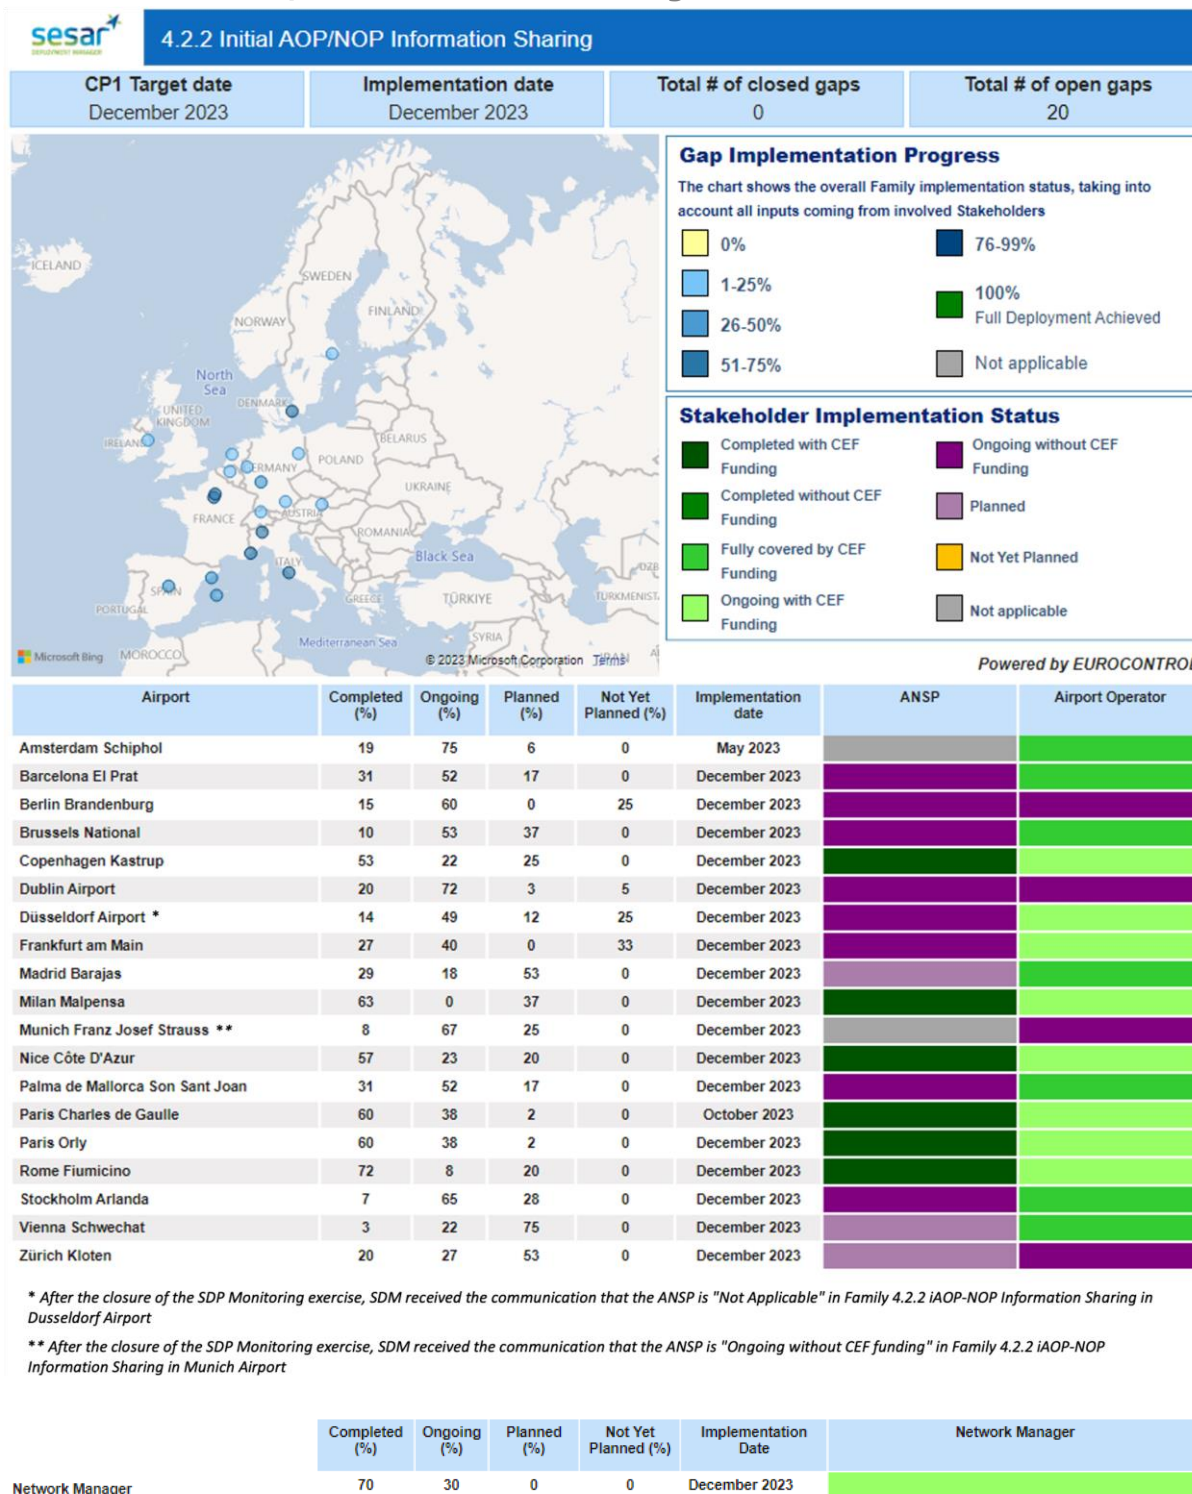 sesar
DEPLOYMENT MANAGER
4.2.2 Initial AOP/NOP Information Sharing
CP1 Target date
December 2023
Implementation date
December 2023
Total # of closed gaps
0
Total # of open gaps
20
ICELAND
SWEDEN
FINLAND
NORWAY
North
Sea
DENMARK
UNITED
KINGDOM
IRELAND
BELARUS
GERMANY
POLAND
UKRAINE
FRANCE
AUSTRIA
ROMANIA
ITALY
Black Sea
SPAIN
PORTUGAL
GREECE
TÜRKIYE
TURKMENIST
SYRIA
Mediterranean Sea
MOROCCO
Microsoft Bing
© 2023 Microsoft Corporation Terms
Gap Implementation Progress
The chart shows the overall Family implementation status, taking into
account all inputs coming from involved Stakeholders
0%
1-25%
26-50%
51-75%
76-99%
100%
Full Deployment Achieved
Not applicable
Stakeholder Implementation Status
Completed with CEF
Funding
Completed without CEF
Funding
Fully covered by CEF
Funding
Ongoing with CEF
Funding
Ongoing without CEF
Funding
Planned
Not Yet Planned
Not applicable
Powered by EUROCONTROL
Airport Completed (%) Ongoing (%) Planned (%) Not Yet Planned (%) Implementation date ANSP Airport Operator
Amsterdam Schiphol 19 75 6 0 May 2023
Barcelona El Prat 31 52 17 0 December 2023
Berlin Brandenburg 15 60 0 25 December 2023
Brussels National 10 53 37 0 December 2023
Copenhagen Kastrup 53 22 25 0 December 2023
Dublin Airport 20 72 3 5 December 2023
Düsseldorf Airport * 14 49 12 25 December 2023
Frankfurt am Main 27 40 0 33 December 2023
Madrid Barajas 29 18 53 0 December 2023
Milan Malpensa 63 0 37 0 December 2023
Munich Franz Josef Strauss ** 8 67 25 0 December 2023
Nice Côte D'Azur 57 23 20 0 December 2023
Palma de Mallorca Son Sant Joan 31 52 17 0 December 2023
Paris Charles de Gaulle 60 38 2 0 October 2023
Paris Orly 60 38 2 0 December 2023
Rome Fiumicino 72 8 20 0 December 2023
Stockholm Arlanda 7 65 28 0 December 2023
Vienna Schwechat 3 22 75 0 December 2023
Zürich Kloten 20 27 53 0 December 2023
* After the closure of the SDP Monitoring exercise, SDM received the communication that the ANSP is "Not Applicable" in Family 4.2.2 iAOP-NOP Information Sharing in
Dusseldorf Airport
** After the closure of the SDP Monitoring exercise, SDM received the communication that the ANSP is "Ongoing without CEF funding" in Family 4.2.2 iAOP-NOP
Information Sharing in Munich Airport
Completed (%) Ongoing (%) Planned (%) Not Yet Planned (%) Implementation Date Network Manager
Network Manager 70 30 0 0 December 2023